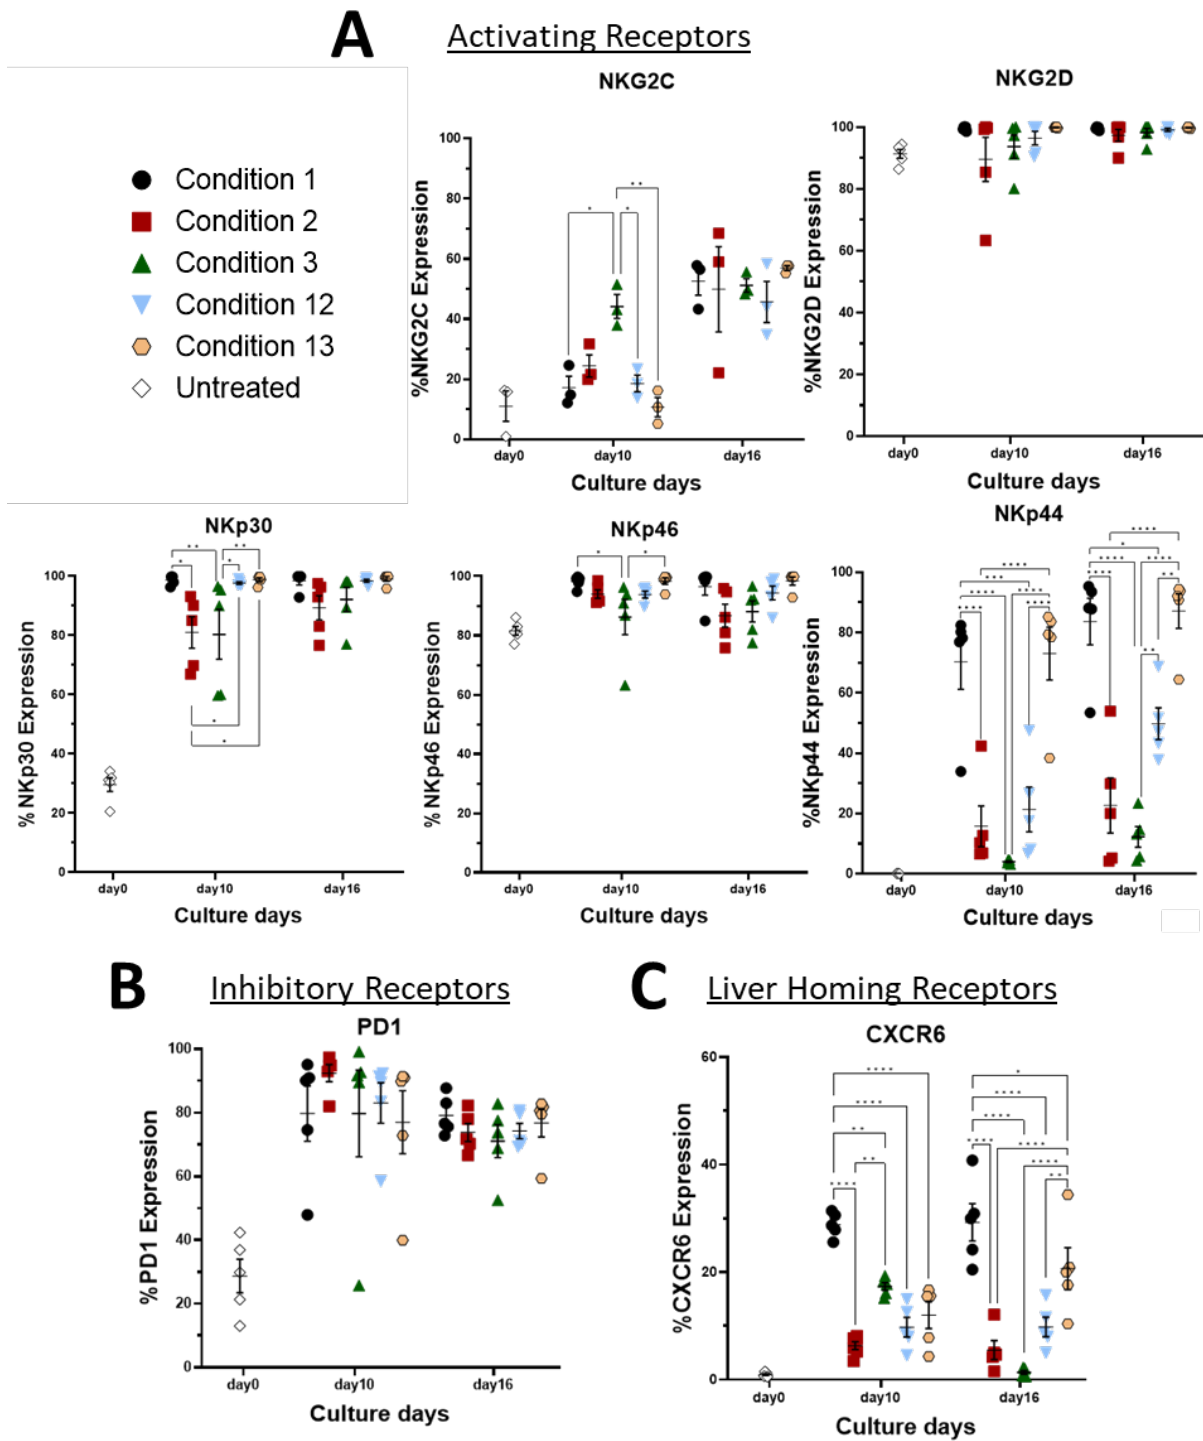 A Activating Receptors
Condition 1
Condition 2
Condition 3
Condition 12
Condition 13
Untreated
NKG2C
%NKG2C Expression
100
80
60
40
20
0
* ** *
day0 day10 day16
Culture days
NKG2D
%NKG2D Expression
100
80
60
40
20
0
day0 day10 day16
Culture days
NKp30
%NKp30 Expression
100
80
60
40
20
0
** **
* *
*
*
day0 day10 day16
Culture days
NKp46
%NKp46 Expression
100
80
60
40
20
0
* *
day0 day10 day16
Culture days
NKp44
%NKp44 Expression
100
80
60
40
20
0
****
*
**** ****
**** **
****
***
**** ****
**** ****
**
day0 day10 day16
Culture days
B Inhibitory Receptors
PD1
%PD1 Expression
100
80
60
40
20
0
day0 day10 day16
Culture days
C Liver Homing Receptors
CXCR6
%CXCR6 Expression
60
40
20
0
****
****
**
**
****
*
****
****
**** ****
****
**
day0 day10 day16
Culture days